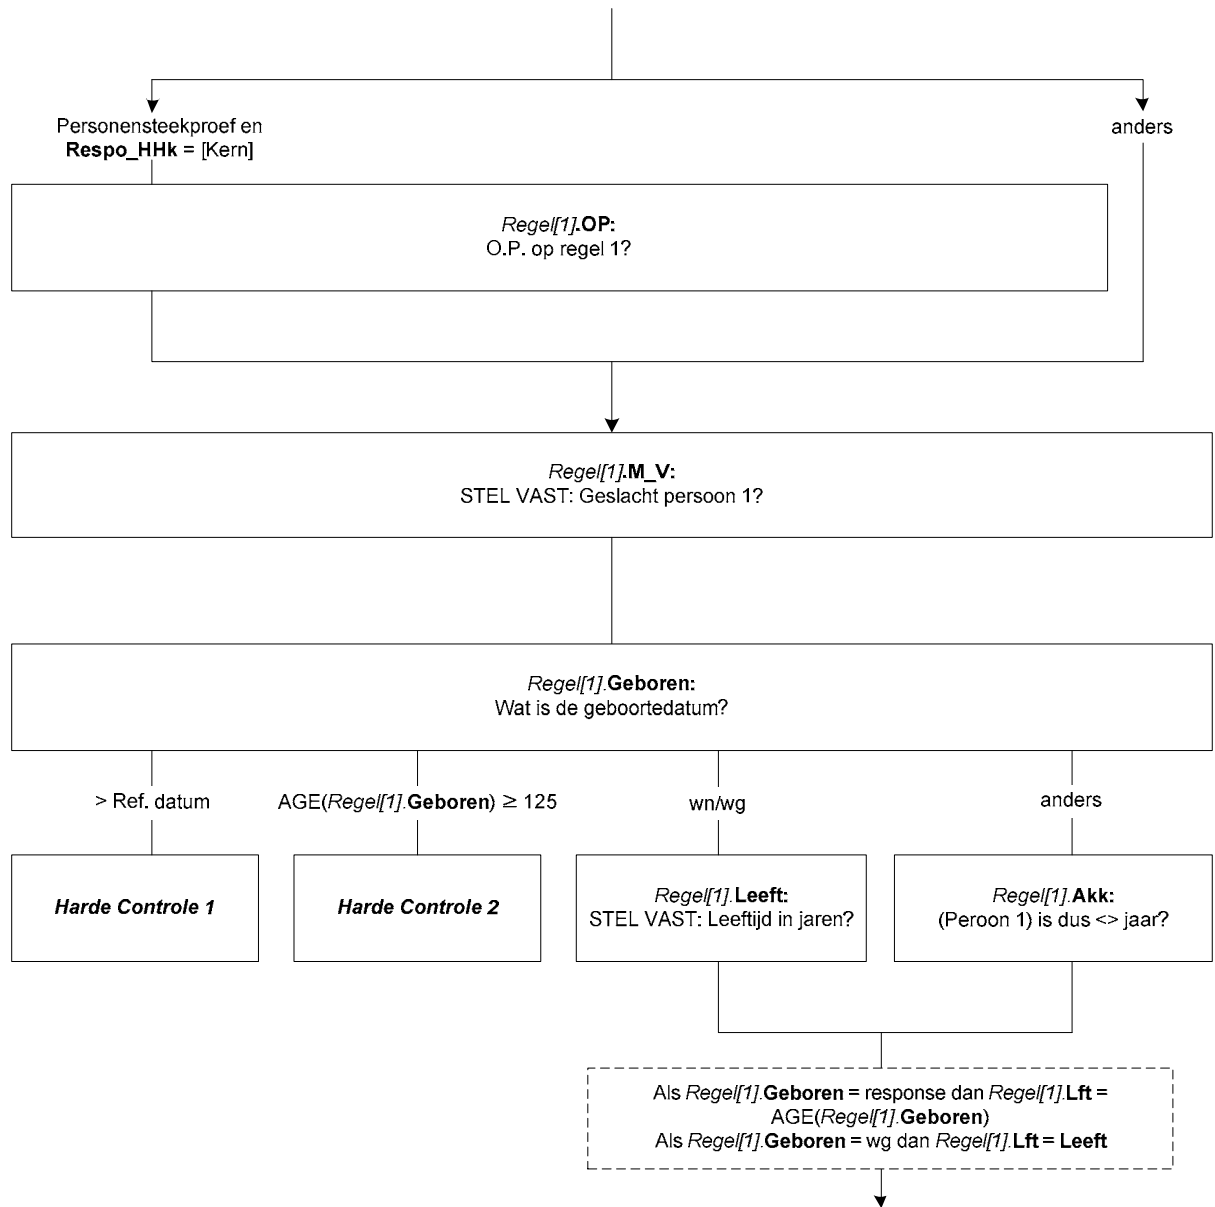 Personensteekproef en
Respo_HHk = [Kern]
anders
Regel[1].OP:
O.P. op regel 1?
Regel[1].M_V:
STEL VAST: Geslacht persoon 1?
Regel[1].Geboren:
Wat is de geboortedatum?
> Ref. datum
AGE(Regel[1].Geboren) ≥ 125
wn/wg
anders
Harde Controle 1
Harde Controle 2
Regel[1].Leeft:
STEL VAST: Leeftijd in jaren?
Regel[1].Akk:
(Peroon 1) is dus <> jaar?
Als Regel[1].Geboren = response dan Regel[1].Lft =
AGE(Regel[1].Geboren)
Als Regel[1].Geboren = wg dan Regel[1].Lft = Leeft